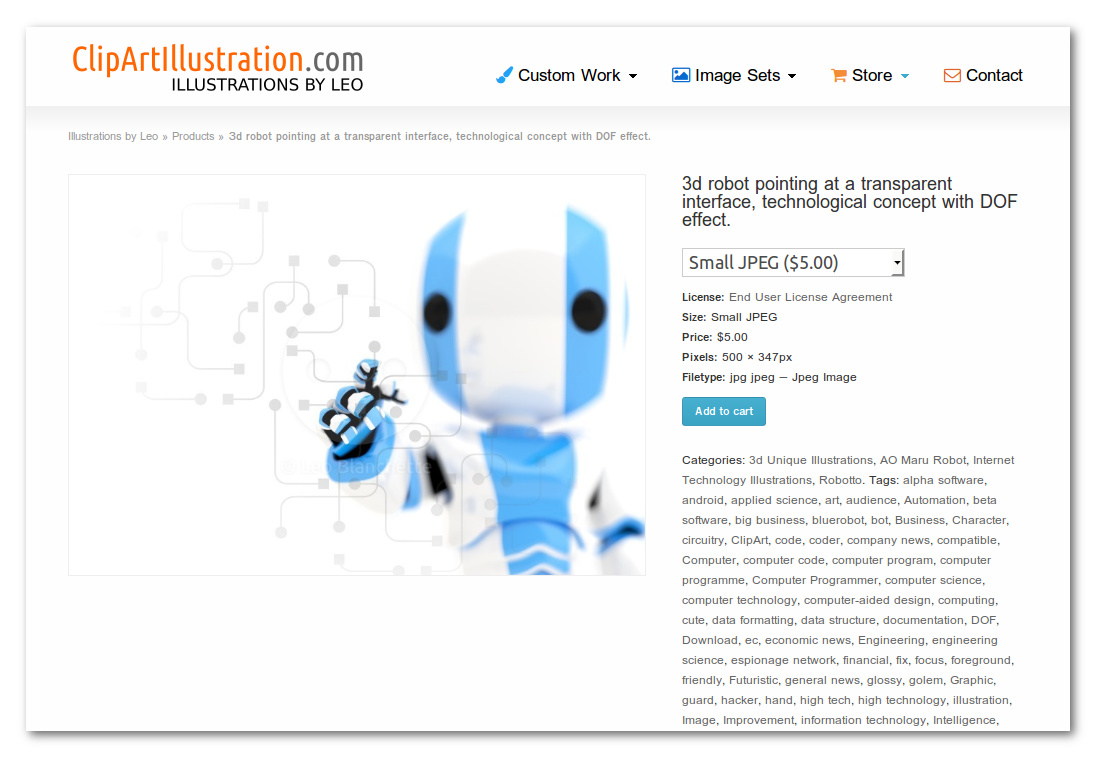 ClipArtIllustration.com
ILLUSTRATIONS BY LEO
Custom Work
Image Sets
Store
Contact
Illustrations by Leo » Products » 3d robot pointing at a transparent interface, technological concept with DOF effect.
3d robot pointing at a transparent
interface, technological concept with DOF
effect.
Small JPEG ($5.00)
License: End User License Agreement
Size: Small JPEG
Price: $5.00
Pixels: 500 × 347px
Filetype: jpg jpeg — Jpeg Image
Add to cart
Categories: 3d Unique Illustrations, AO Maru Robot, Internet
Technology Illustrations, Robotto. Tags: alpha software,
android, applied science, art, audience, Automation, beta
software, big business, bluerobot, bot, Business, Character,
circuitry, ClipArt, code, coder, company news, compatible,
Computer, computer code, computer program, computer
programme, Computer Programmer, computer science,
computer technology, computer-aided design, computing,
cute, data formatting, data structure, documentation, DOF,
Download, ec, economic news, Engineering, engineering
science, espionage network, financial, fix, focus, foreground,
friendly, Futuristic, general news, glossy, golem, Graphic,
guard, hacker, hand, high tech, high technology, illustration,
Image, Improvement, information technology, Intelligence,